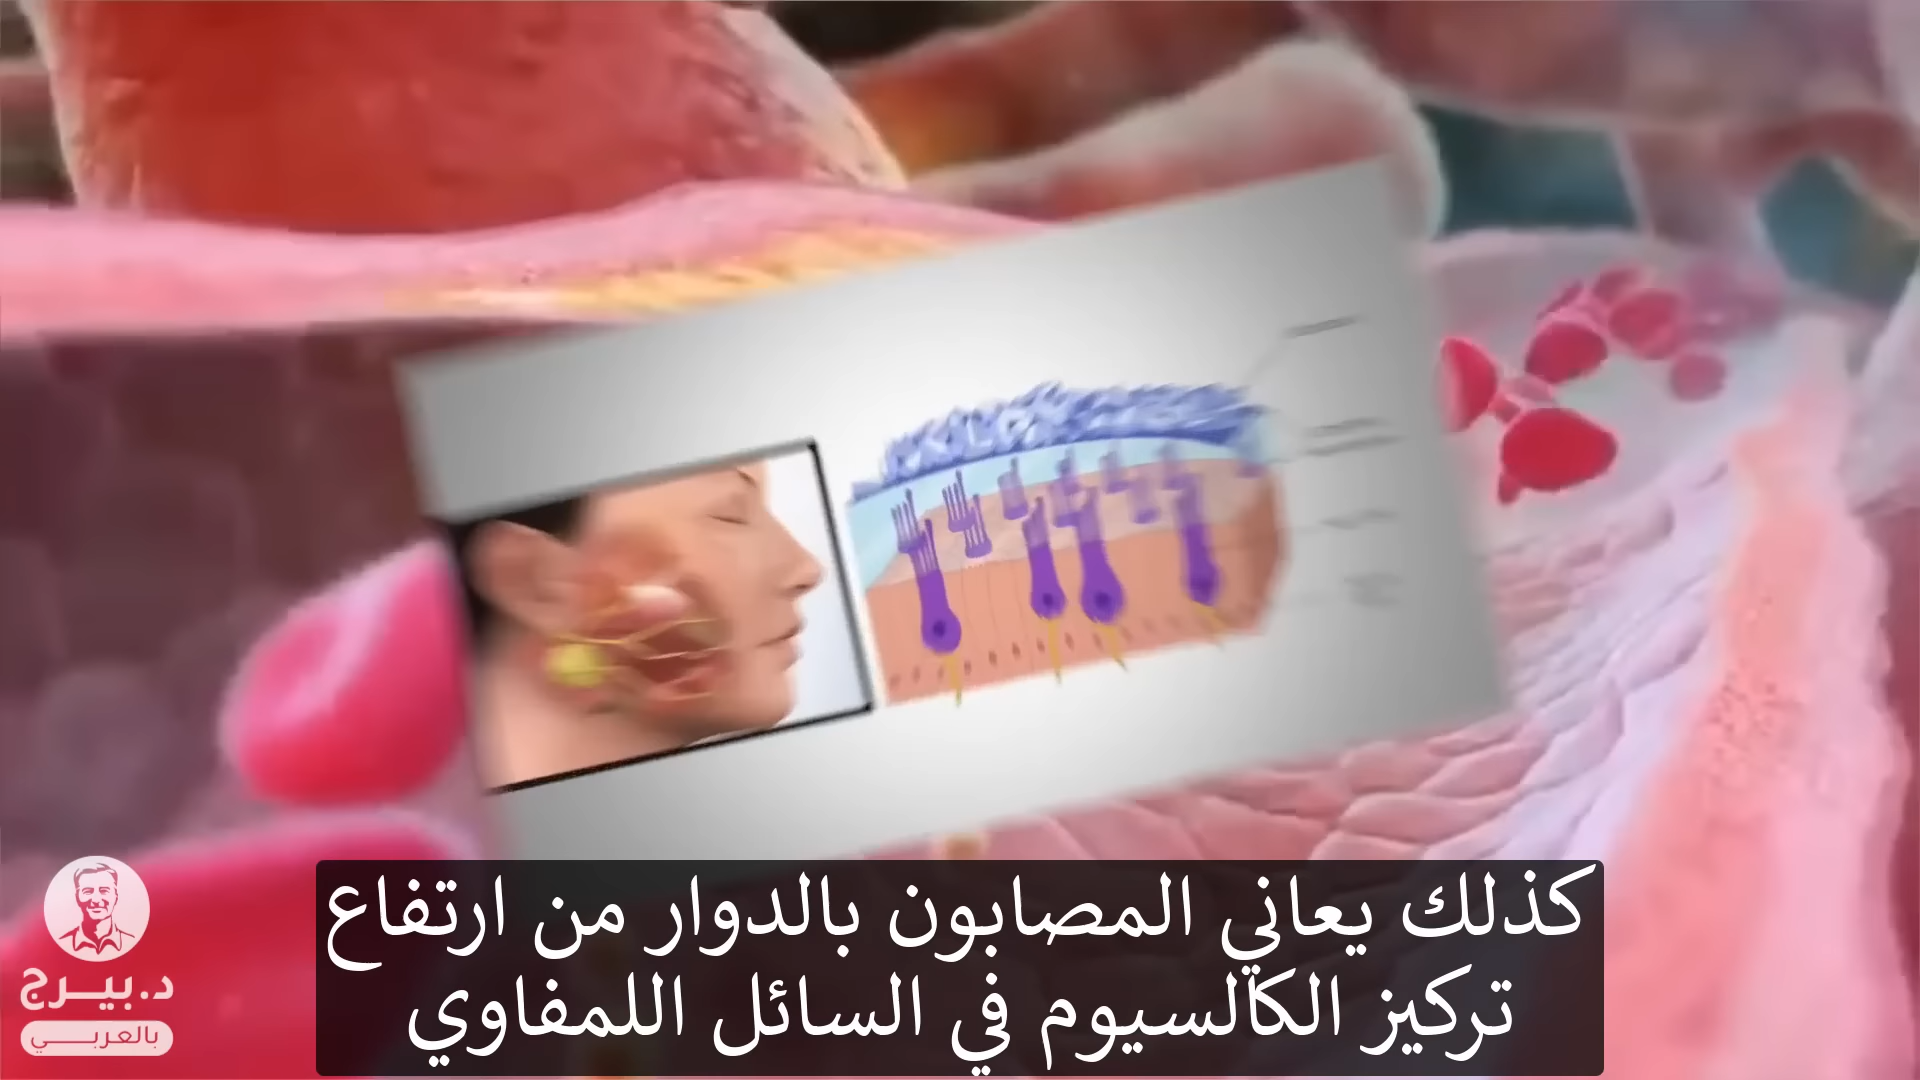 كذلك يعاني المصابون بالدوار من ارتفاع
تركيز الكالسيوم في السائل اللمفاوي
د.بيرج
بالعربي